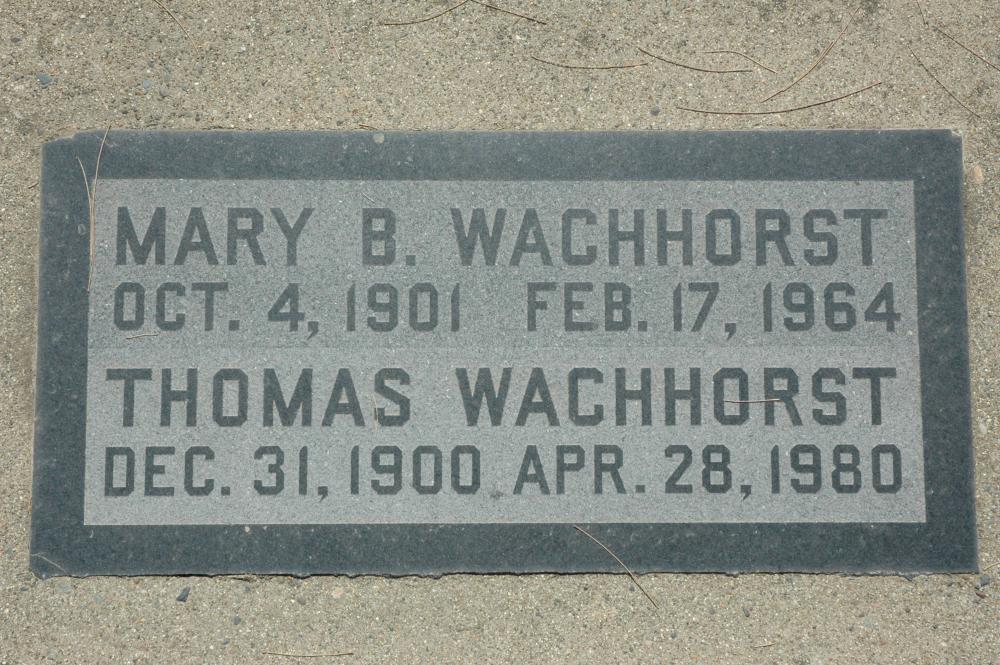 MARY B. WACHHORST
OCT. 4, 1901 FEB. 17, 1964
THOMAS WACHHORST
DEC. 31, 1900 APR. 28, 1980